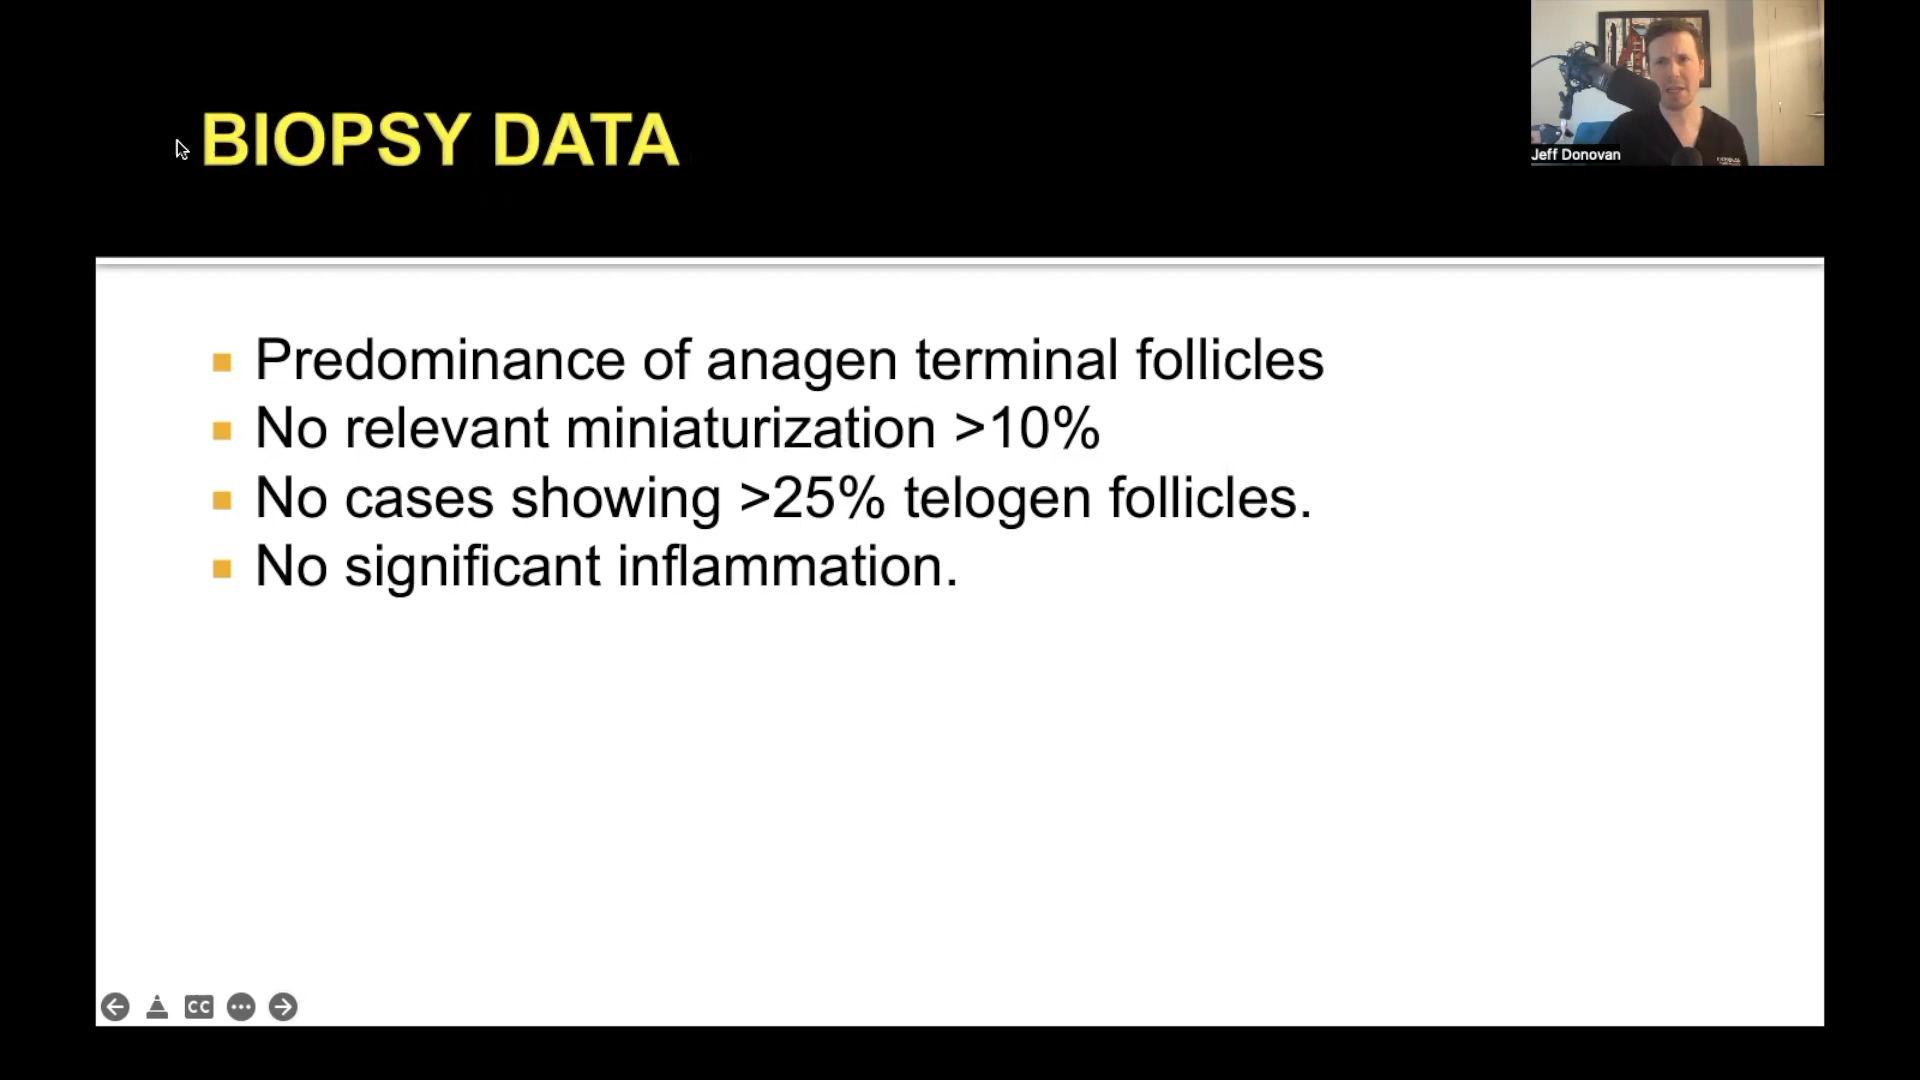 BIOPSY DATA
Jeff Donovan
Predominance of anagen terminal follicles
No relevant miniaturization >10%
No cases showing >25% telogen follicles.
No significant inflammation.
CC